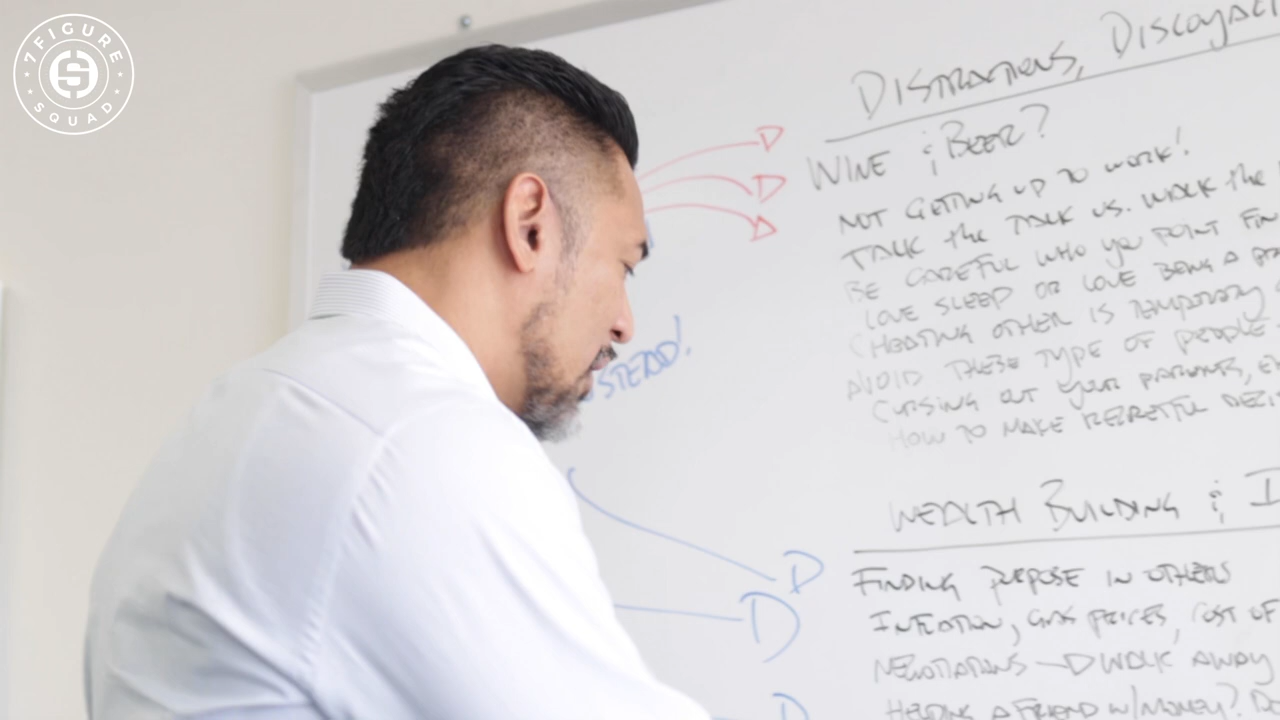 7 FIGURE SQUAD
DISTRACTIONS, DISLOYAL
WINE & BEER?
NOT GETTING UP TO WORK!
TALK the TALK VS. WALK the
BE CAREFUL WHO you POINT FIN
LOVE SLEEP OR LOVE BEING A
CHEATING OTHER IS TEMPORARY
AVOID THESE TYPE OF PEOPLE
CURSING OUT your PARENTS,
HOW TO MAKE REGRETFUL DECI
STEAD!
WEALTH BUILDING & I
FINDING PURPOSE IN OTHERS
INFLATION, GAS PRICES, COST OF
NEGOTIATIONS → WALK AWAY
HELPING A FRIEND W/MONEY?